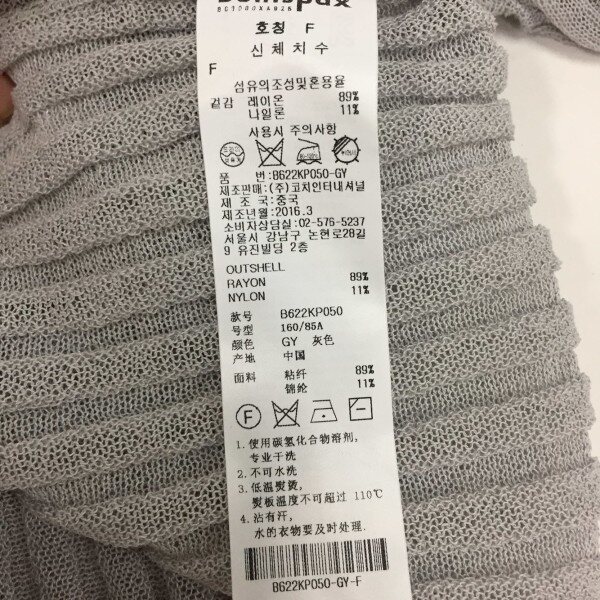 호칭 F
신체치수
F
섬유의조성및혼용율
겉감 레이온 89%
나일론 11%
사용시 주의사항
품 번:B622KP050-GY
제조판매:(주)코치인터내셔널
제 조 국:중국
제조년월:2016.3
소비자상담실:02-576-5237
서울시 강남구 논현로28길
9 유진빌딩 2층
OUTSHELL
RAYON 89%
NYLON 11%
款号 B622KP050
号型 160/85A
颜色 GY 灰色
产地 中国
面料 粘纤 89%
锦纶 11%
F
1.使用碳氢化合物溶剂,
专业干洗
2.不可水洗
3.低温熨烫,
熨板温度不可超过 110℃
4.沾有汗,
水的衣物要及时处理.
B622KP050-GY-F